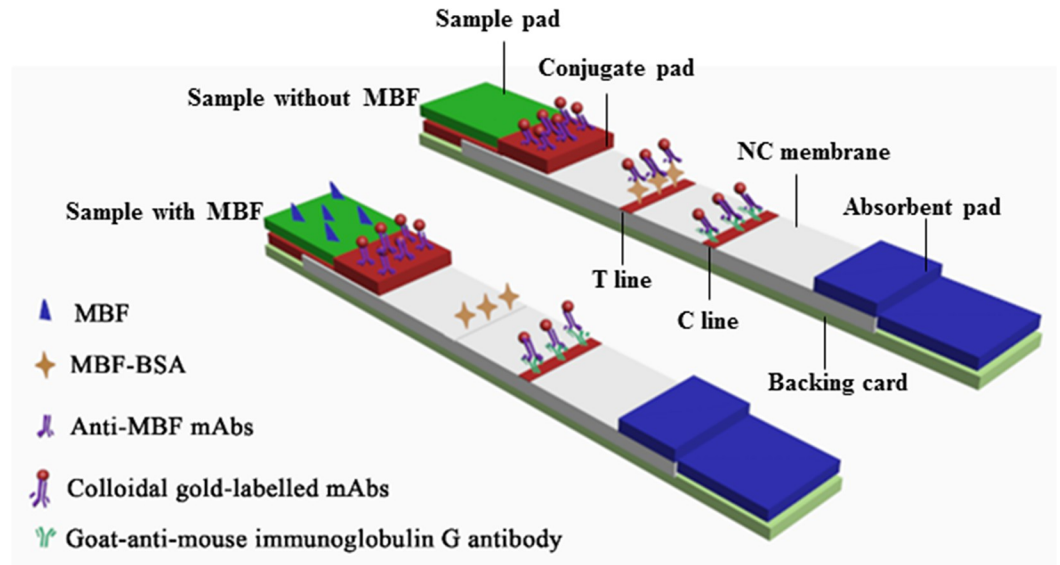 Sample pad
Conjugate pad
Sample without MBF
NC membrane
Absorbent pad
Sample with MBF
T line
C line
Backing card
MBF
MBF-BSA
Anti-MBF mAbs
Colloidal gold-labelled mAbs
Goat-anti-mouse immunoglobulin G antibody